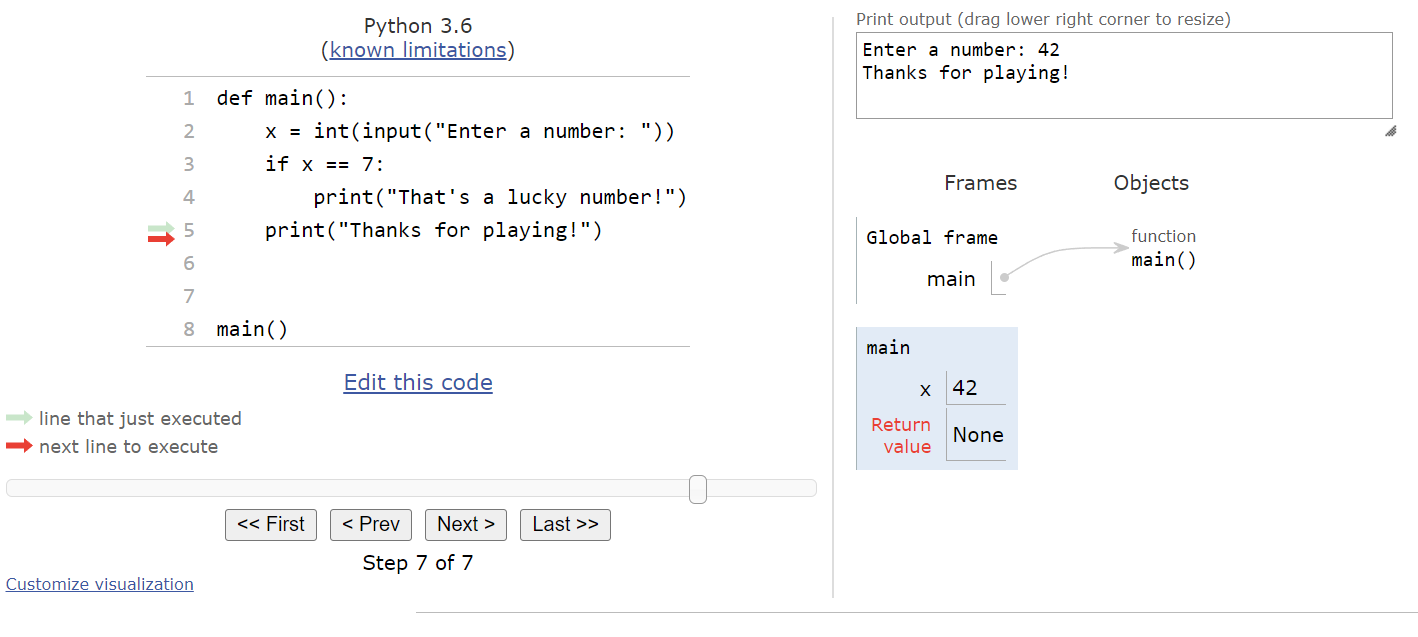 Python 3.6
(known limitations)
1 def main():
2     x = int(input("Enter a number: "))
3     if x == 7:
4         print("That's a lucky number!")
5     print("Thanks for playing!")
6
7
8 main()
Edit this code
line that just executed
next line to execute
<< First < Prev Next > Last >>
Step 7 of 7
Customize visualization
Print output (drag lower right corner to resize)
Enter a number: 42
Thanks for playing!
Frames Objects
Global frame
main
function
main()
main
x 42
Return
value
None